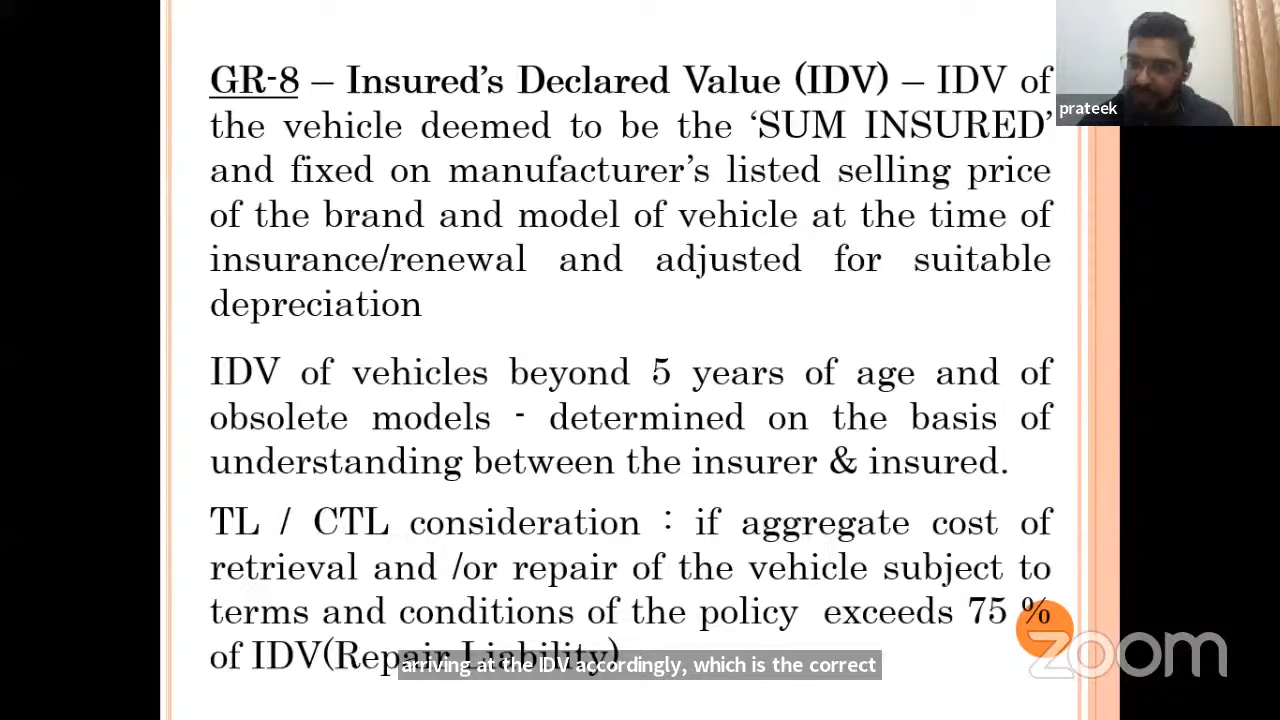 GR-8 – Insured's Declared Value (IDV) – IDV of
the vehicle deemed to be the ‘SUM INSURED’
and fixed on manufacturer’s listed selling price
of the brand and model of vehicle at the time of
insurance/renewal and adjusted for suitable
depreciation
IDV of vehicles beyond 5 years of age and of
obsolete models - determined on the basis of
understanding between the insurer & insured.
TL / CTL consideration : if aggregate cost of
retrieval and /or repair of the vehicle subject to
terms and conditions of the policy exceeds 75 %
of IDV(Repair Liability)
arriving at the IDV accordingly, which is the correct
prateek
zoom